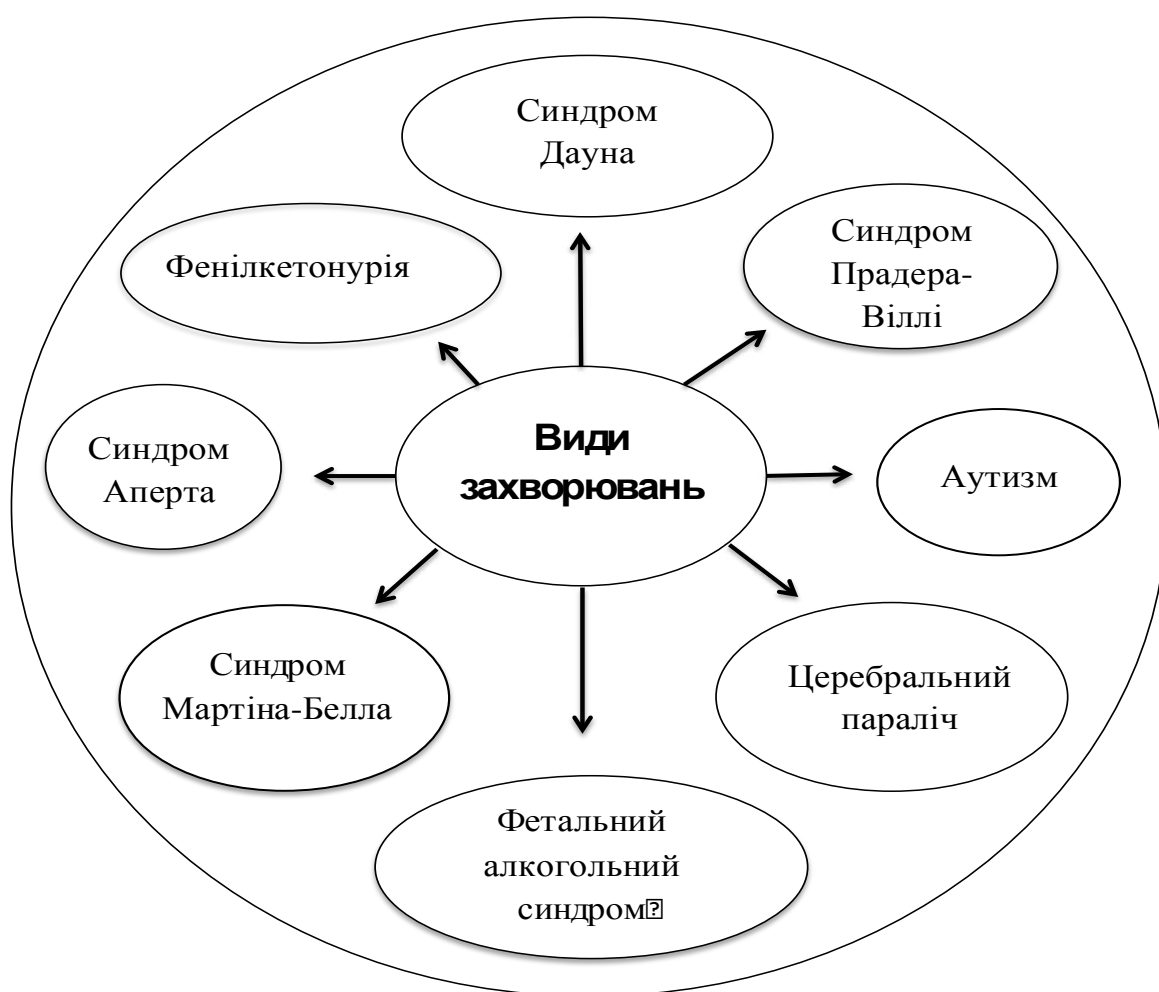 Синдром
Дауна
Синдром
Прадера-
Віллі
Фенілкетонурія
Види
захворювань
Синдром
Аперта
Аутизм
Синдром
Мартіна-Белла
Церебральний
параліч
Фетальний
алкогольний
синдром⍰